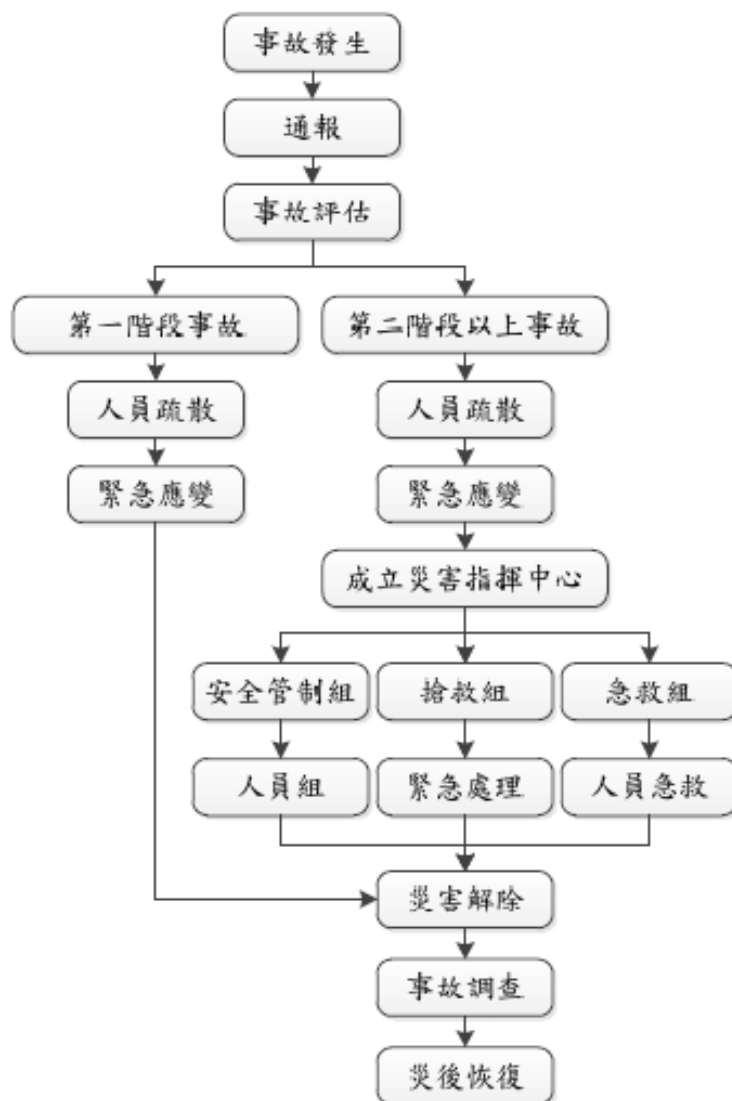 事故發生
通報
事故評估
第一階段事故
第二階段以上事故
人員疏散
人員疏散
緊急應變
緊急應變
成立災害指揮中心
安全管制組
搶救組
急救組
人員組
緊急處理
人員急救
災害解除
事故調查
災後恢復